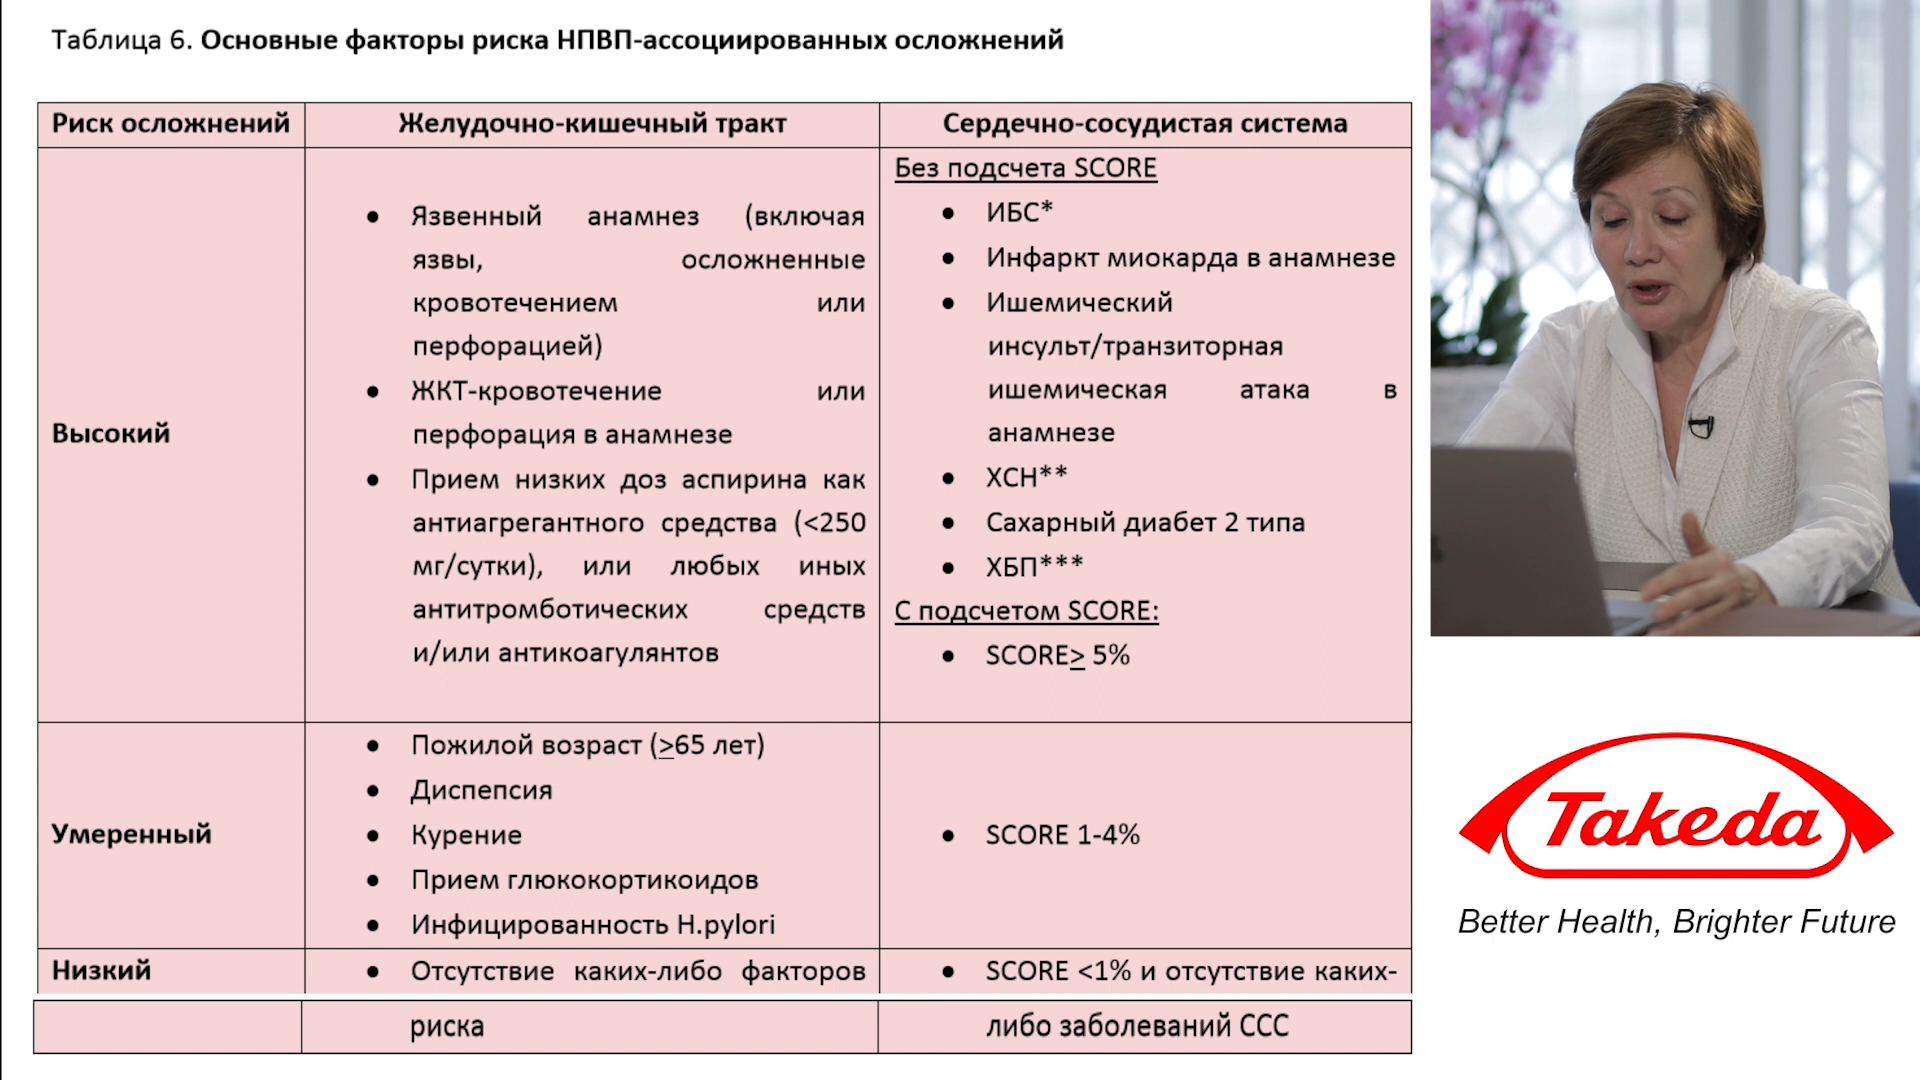 Таблица 6. Основные факторы риска НПВП-ассоциированных осложнений
Риск осложнений
Желудочно-кишечный тракт
Сердечно-сосудистая система
Высокий
• Язвенный анамнез (включая
язвы, осложненные
кровотечением или
перфорацией)
• ЖКТ-кровотечение или
перфорация в анамнезе
• Прием низких доз аспирина как
антиагрегантного средства (<250
мг/сутки), или любых иных
антитромботических средств
и/или антикоагулянтов
Без подсчета SCORE
• ИБС*
• Инфаркт миокарда в анамнезе
• Ишемический
инсульт/транзиторная
ишемическая атака в
анамнезе
• ХСН**
• Сахарный диабет 2 типа
• ХБП***
С подсчетом SCORE:
• SCORE≥ 5%
Умеренный
• Пожилой возраст (≥65 лет)
• Диспепсия
• Курение
• Прием глюкокортикоидов
• Инфицированность H.pylori
• SCORE 1-4%
Низкий
• Отсутствие каких-либо факторов
риска
• SCORE <1% и отсутствие каких-
либо заболеваний ССС
Takeda
Better Health, Brighter Future